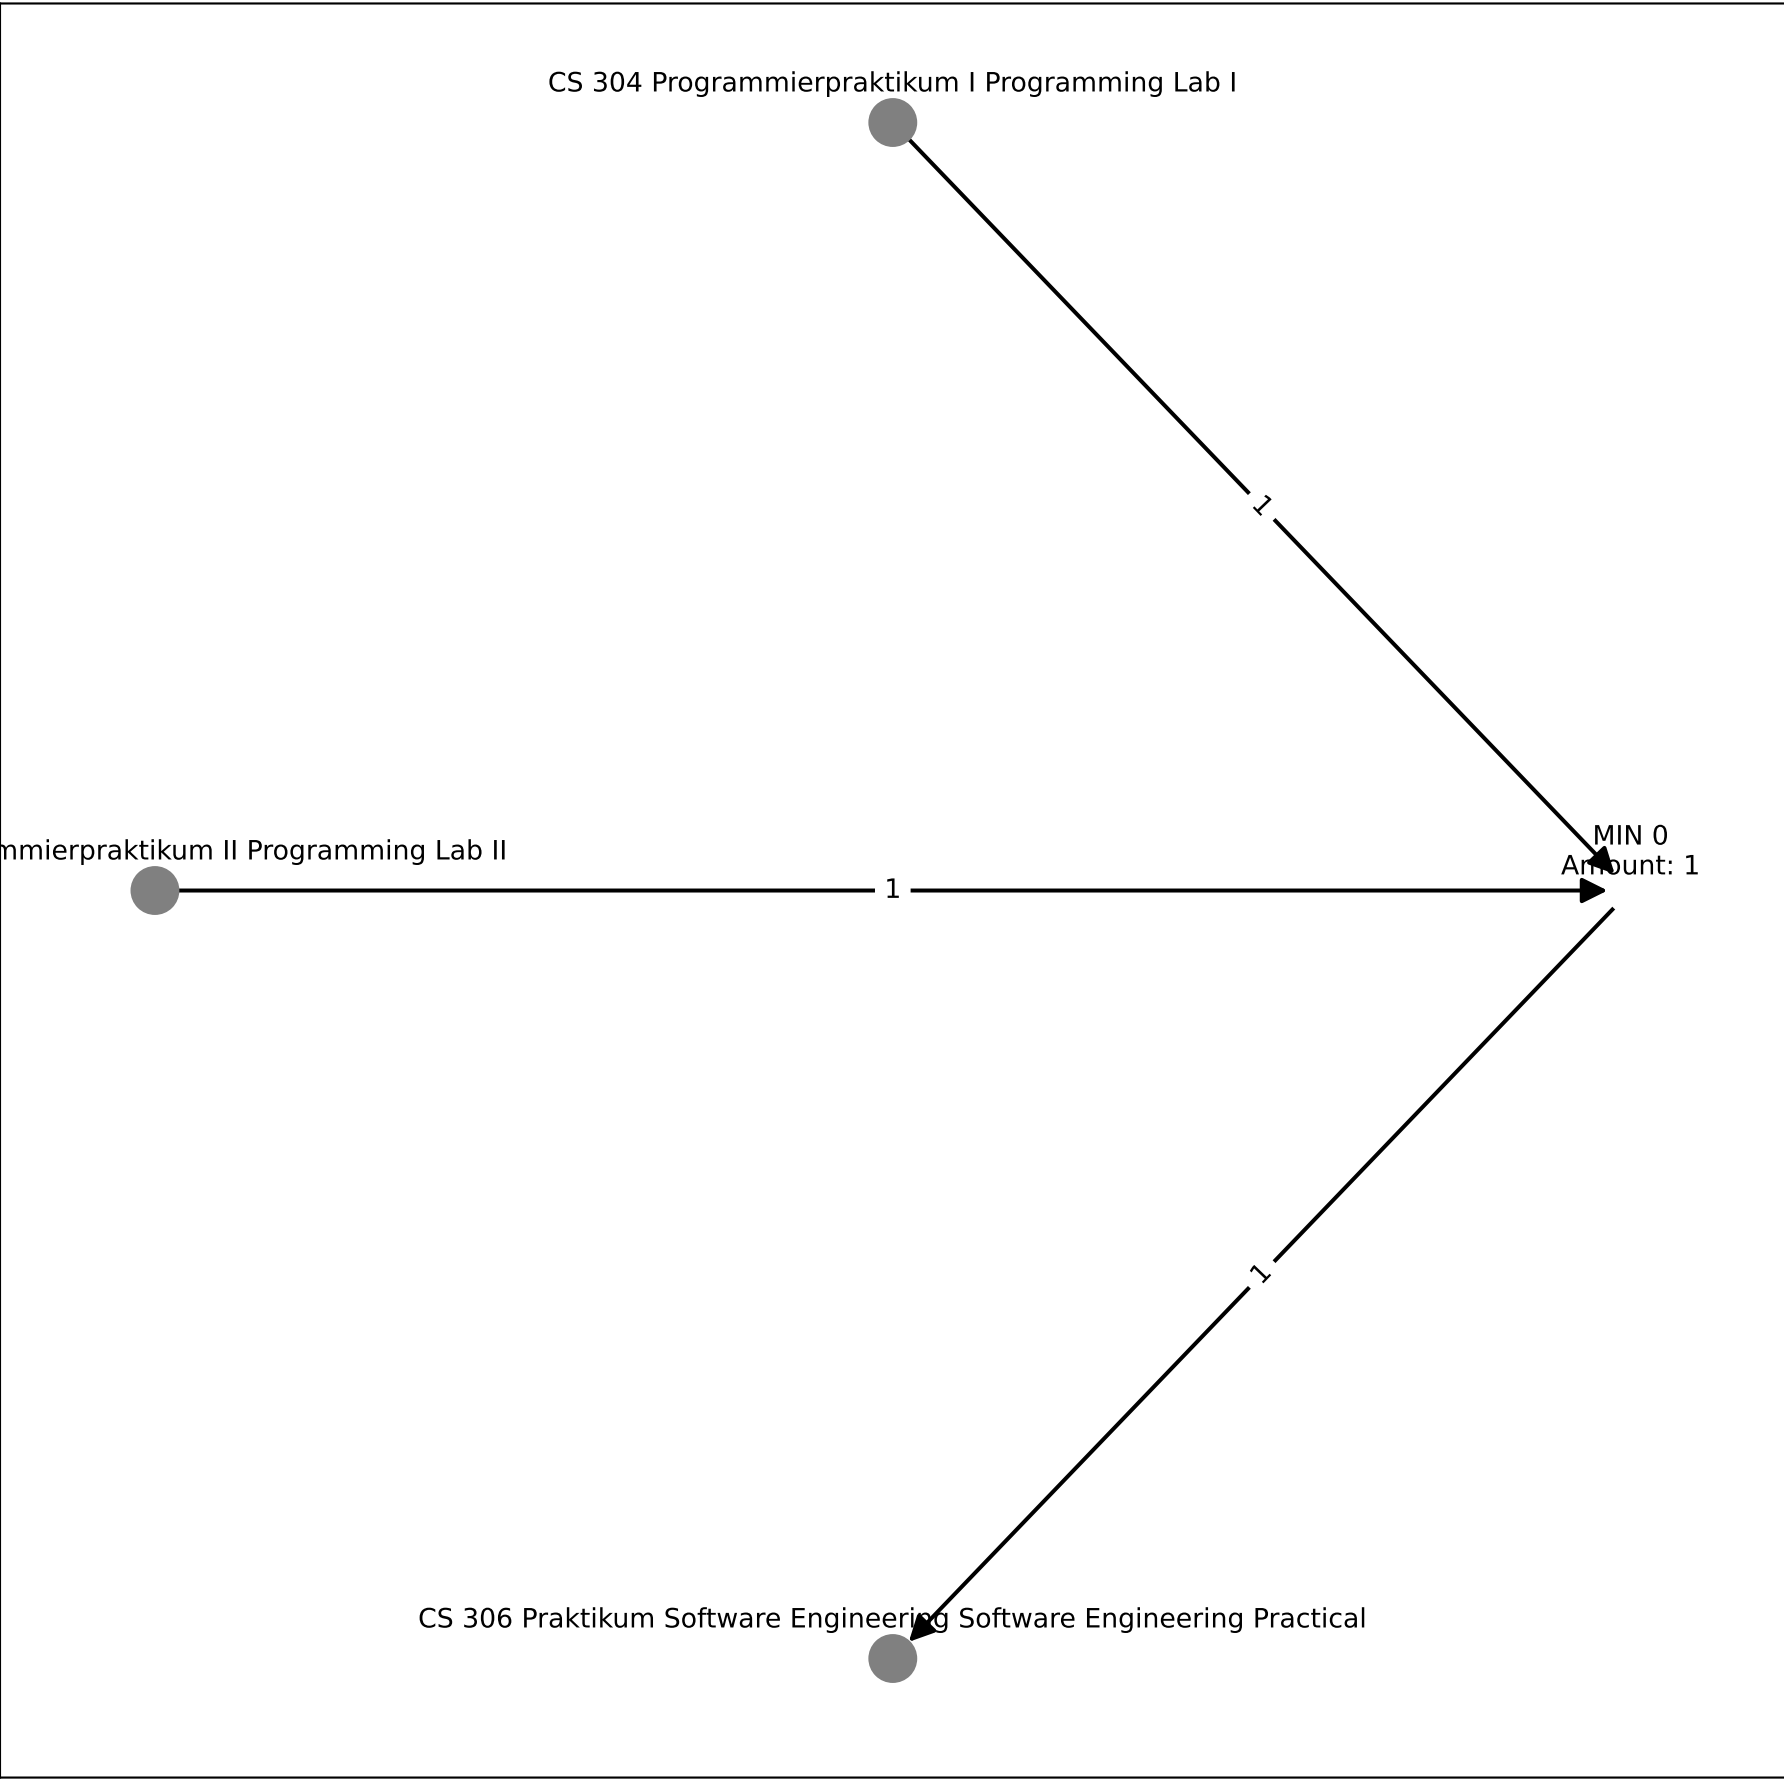 CS 304 Programmierpraktikum I Programming Lab I
1
MIN 0
Amount: 1
II Programming Lab II
1
1
CS 306 Praktikum Software Engineering Software Engineering Practical